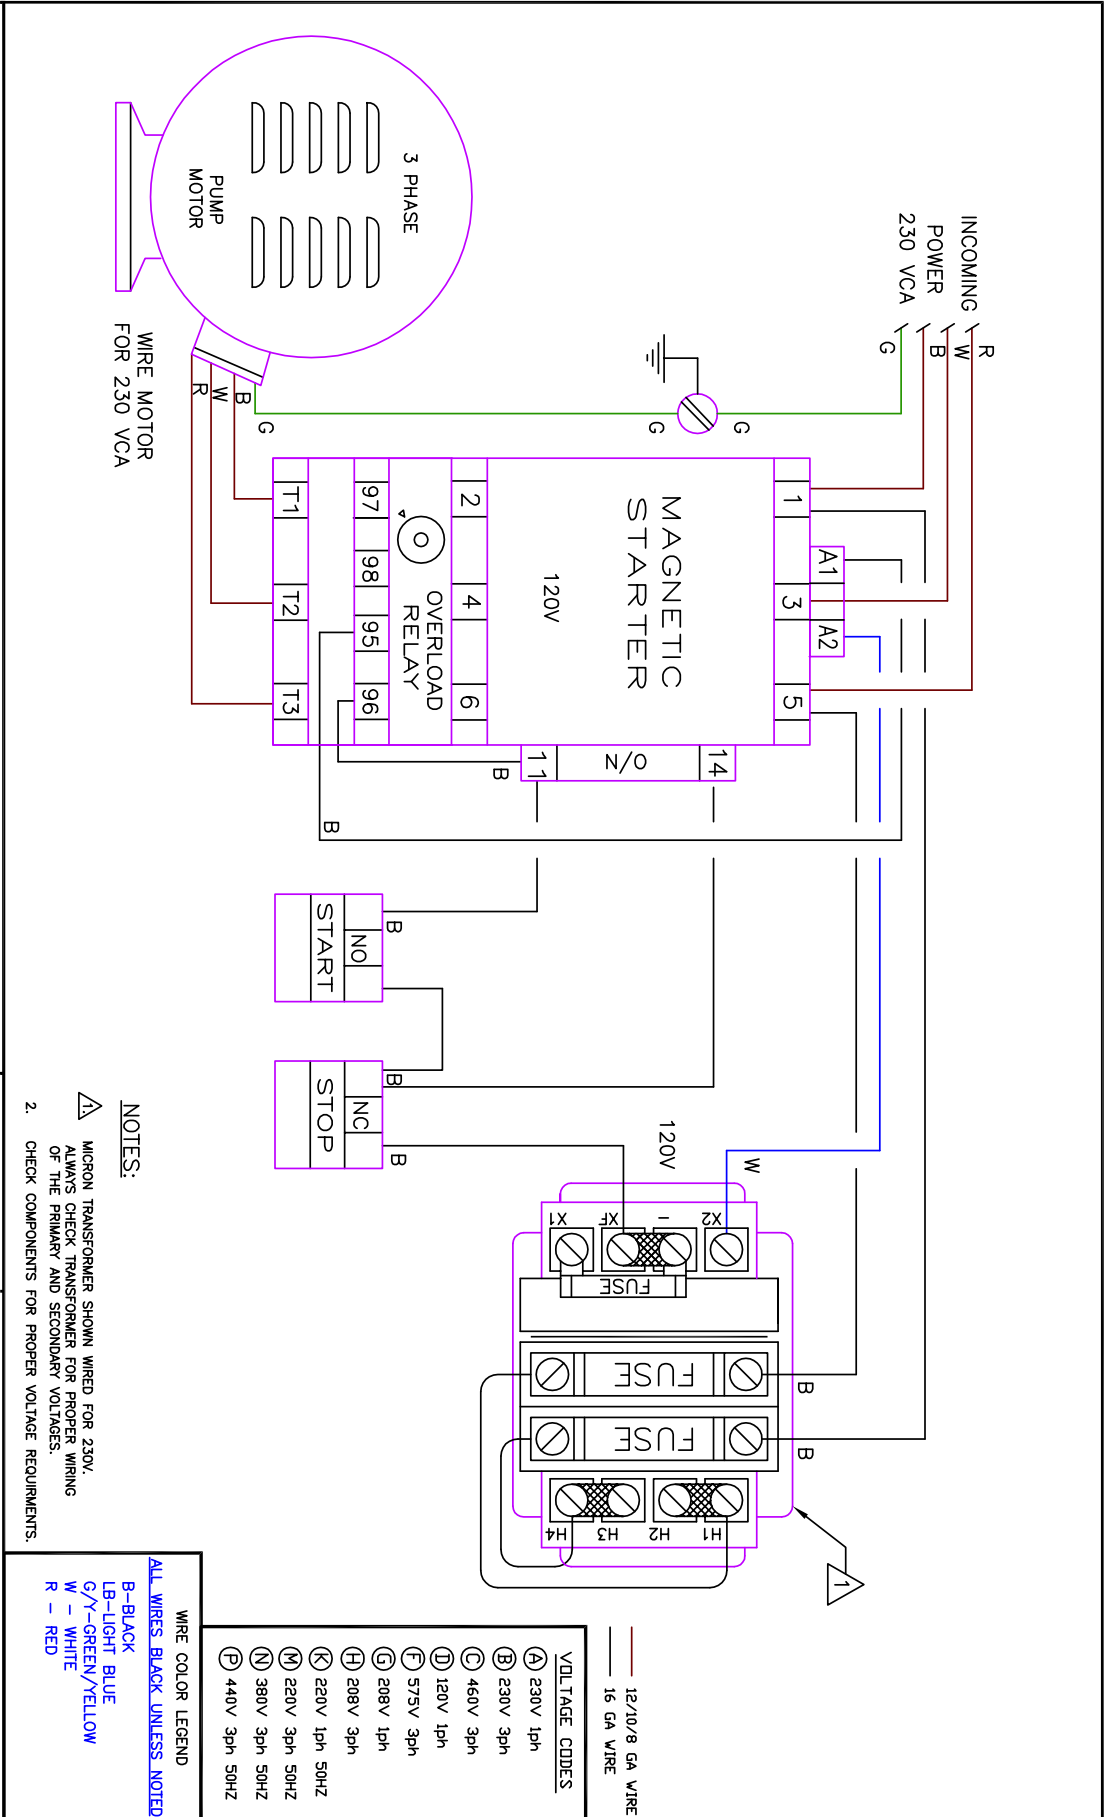 INCOMING
POWER
230 VCA
R
W
B
G
G
G
3 PHASE
PUMP
MOTOR
WIRE MOTOR
FOR 230 VCA
G
B
W
R
MAGNETIC
STARTER
120V
1
A1
3
A2
5
2
4
6
OVERLOAD
RELAY
97
98
95
96
T1
T2
T3
14
O/N
11
B
B
START
NO
B
STOP
NC
B
B
120V
W
X2
-
XF
X1
FUSE
FUSE
FUSE
B
B
H1
H2
H3
H4
1
12/10/8 GA WIRE
16 GA WIRE
VOLTAGE CODES
A 230V 1ph
B 230V 3ph
C 460V 3ph
D 120V 1ph
F 575V 3ph
G 208V 1ph
H 208V 3ph
K 220V 1ph 50HZ
M 220V 3ph 50HZ
N 380V 3ph 50HZ
P 440V 3ph 50HZ
NOTES:
1. MICRON TRANSFORMER SHOWN WIRED FOR 230V.
ALWAYS CHECK TRANSFORMER FOR PROPER WIRING
OF THE PRIMARY AND SECONDARY VOLTAGES.
2. CHECK COMPONENTS FOR PROPER VOLTAGE REQUIRMENTS.
WIRE COLOR LEGEND
ALL WIRES BLACK UNLESS NOTED
B-BLACK
LB-LIGHT BLUE
G/Y-GREEN/YELLOW
W - WHITE
R - RED